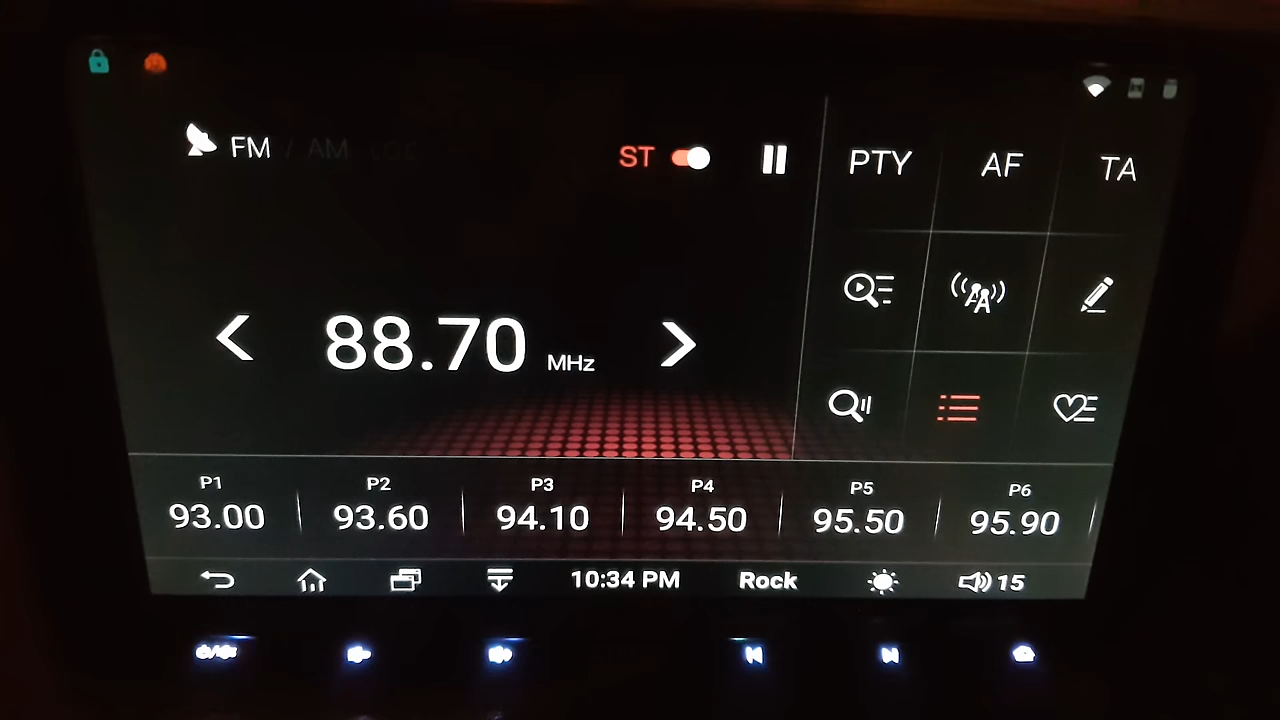 FM / AM
ST
PTY AF TA
88.70 MHz
P1 P2 P3 P4 P5 P6
93.00 93.60 94.10 94.50 95.50 95.90
10:34 PM Rock 15